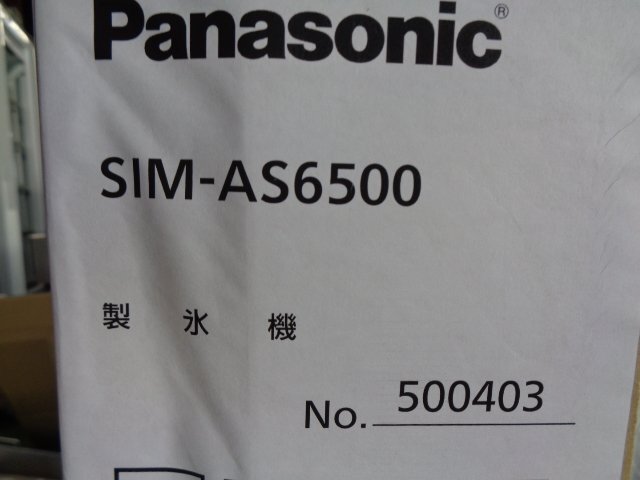 Panasonic®
SIM-AS6500
製氷機
No. 500403